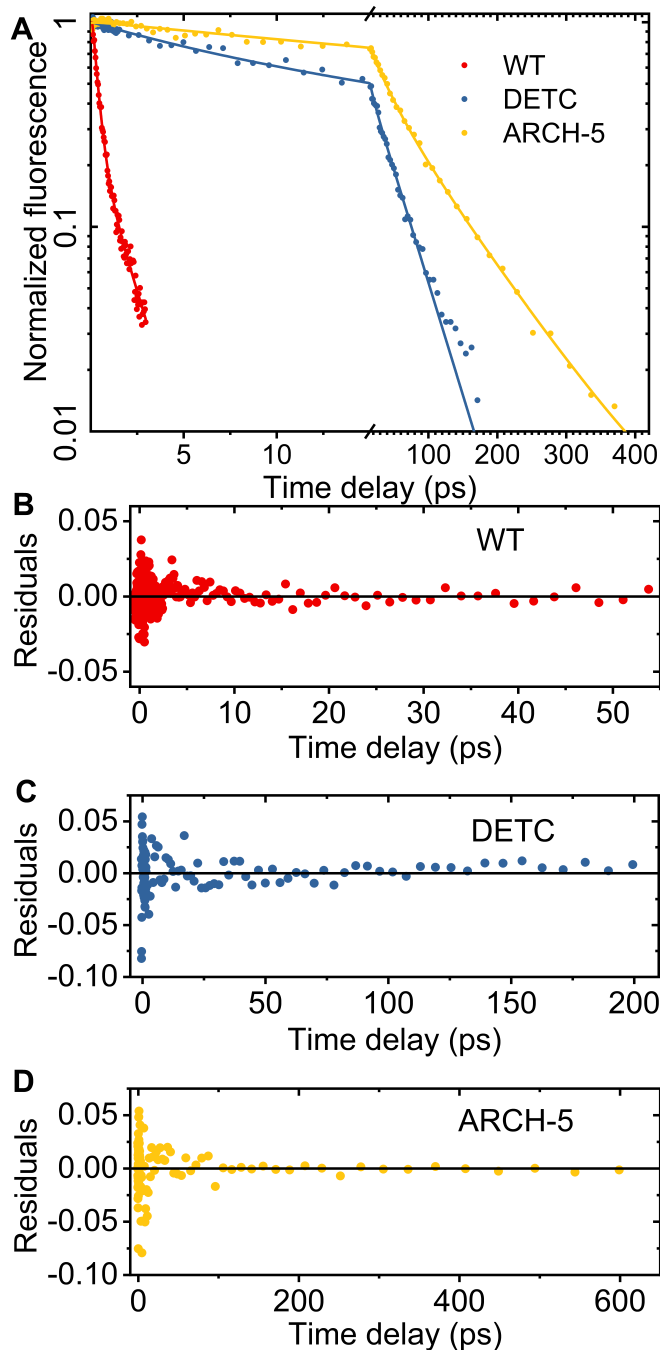 A
Normalized fluorescence
1
0.1
0.01
WT
DETC
ARCH-5
5 10 100 200 300 400
Time delay (ps)
B
Residuals
0.05
0.00
-0.05
WT
0 10 20 30 40 50
Time delay (ps)
C
Residuals
0.05
0.00
-0.05
-0.10
DETC
0 50 100 150 200
Time delay (ps)
D
Residuals
0.05
0.00
-0.05
-0.10
ARCH-5
0 200 400 600
Time delay (ps)